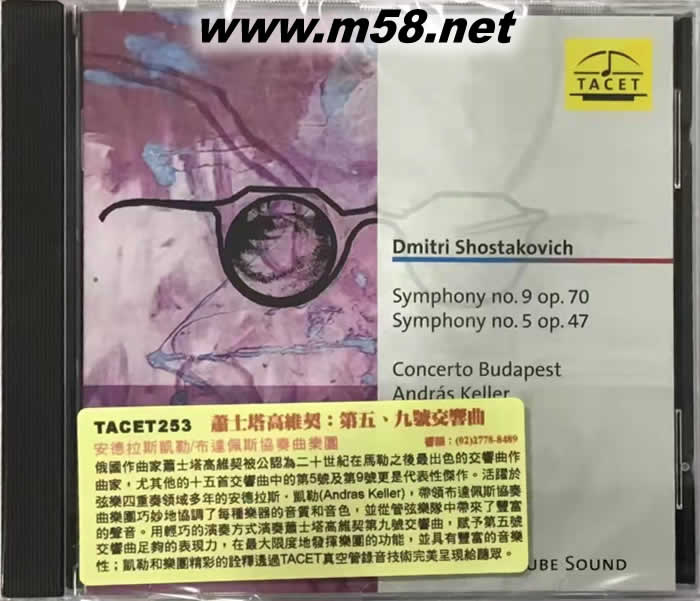 www.m58.net
TACET
Dmitri Shostakovich
Symphony no. 9 op. 70
Symphony no. 5 op. 47
Concerto Budapest
András Keller
TACET253 蕭士塔高維契：第五、九號交響曲
安德拉斯凱勒/布達佩斯協奏曲樂團 響韻：(02)2778-8489
俄國作曲家蕭士塔高維契被公認為二十世紀在馬勒之後最出色的交響曲作
曲家，尤其他的十五首交響曲中的第5號及第9號更是代表性傑作。活躍於
弦樂四重奏領域多年的安德拉斯．凱勒(Andras Keller)，帶領布達佩斯協奏
曲樂團巧妙地協調了每種樂器的音質和音色，並從管弦樂隊中帶來了豐富
的聲音。用輕巧的演奏方式演奏蕭士塔高維契第九號交響曲，賦予第五號
交響曲足夠的表現力，在最大限度地發揮樂團的功能，並具有豐富的音樂
性；凱勒和樂團精彩的詮釋透過TACET真空管錄音技術完美呈現給聽眾。
UBE SOUND